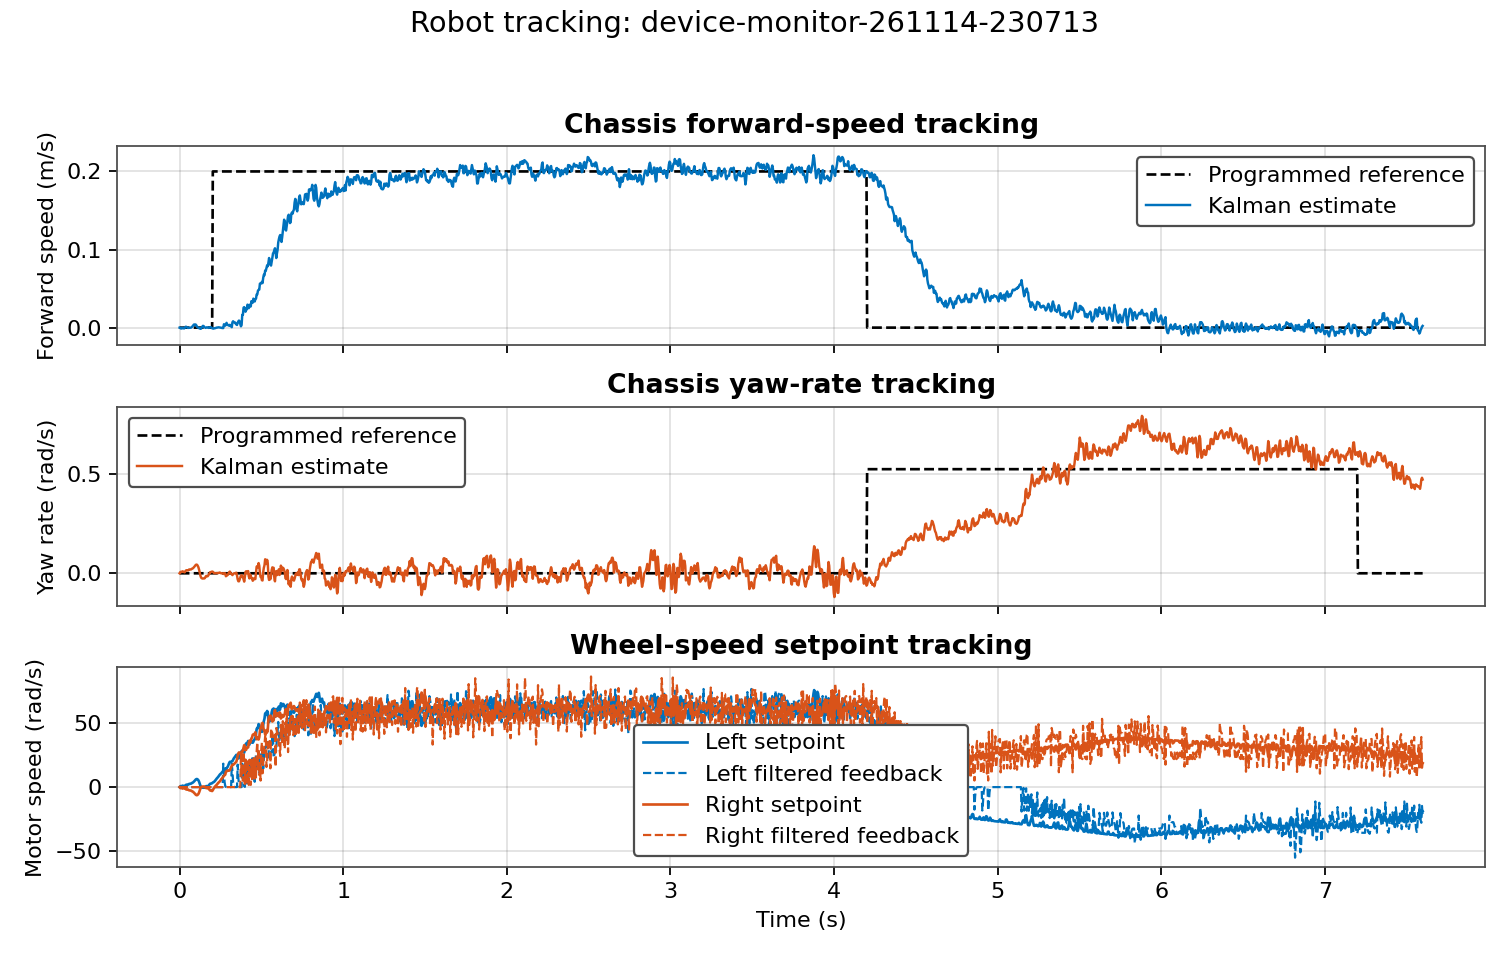 Robot tracking: device-monitor-261114-230713
Chassis forward-speed tracking
Forward speed (m/s)
0.2
0.1
0.0
Programmed reference
Kalman estimate
Chassis yaw-rate tracking
Yaw rate (rad/s)
0.5
0.0
Programmed reference
Kalman estimate
Wheel-speed setpoint tracking
Motor speed (rad/s)
50
0
−50
Left setpoint
Left filtered feedback
Right setpoint
Right filtered feedback
0 1 2 3 4 5 6 7
Time (s)